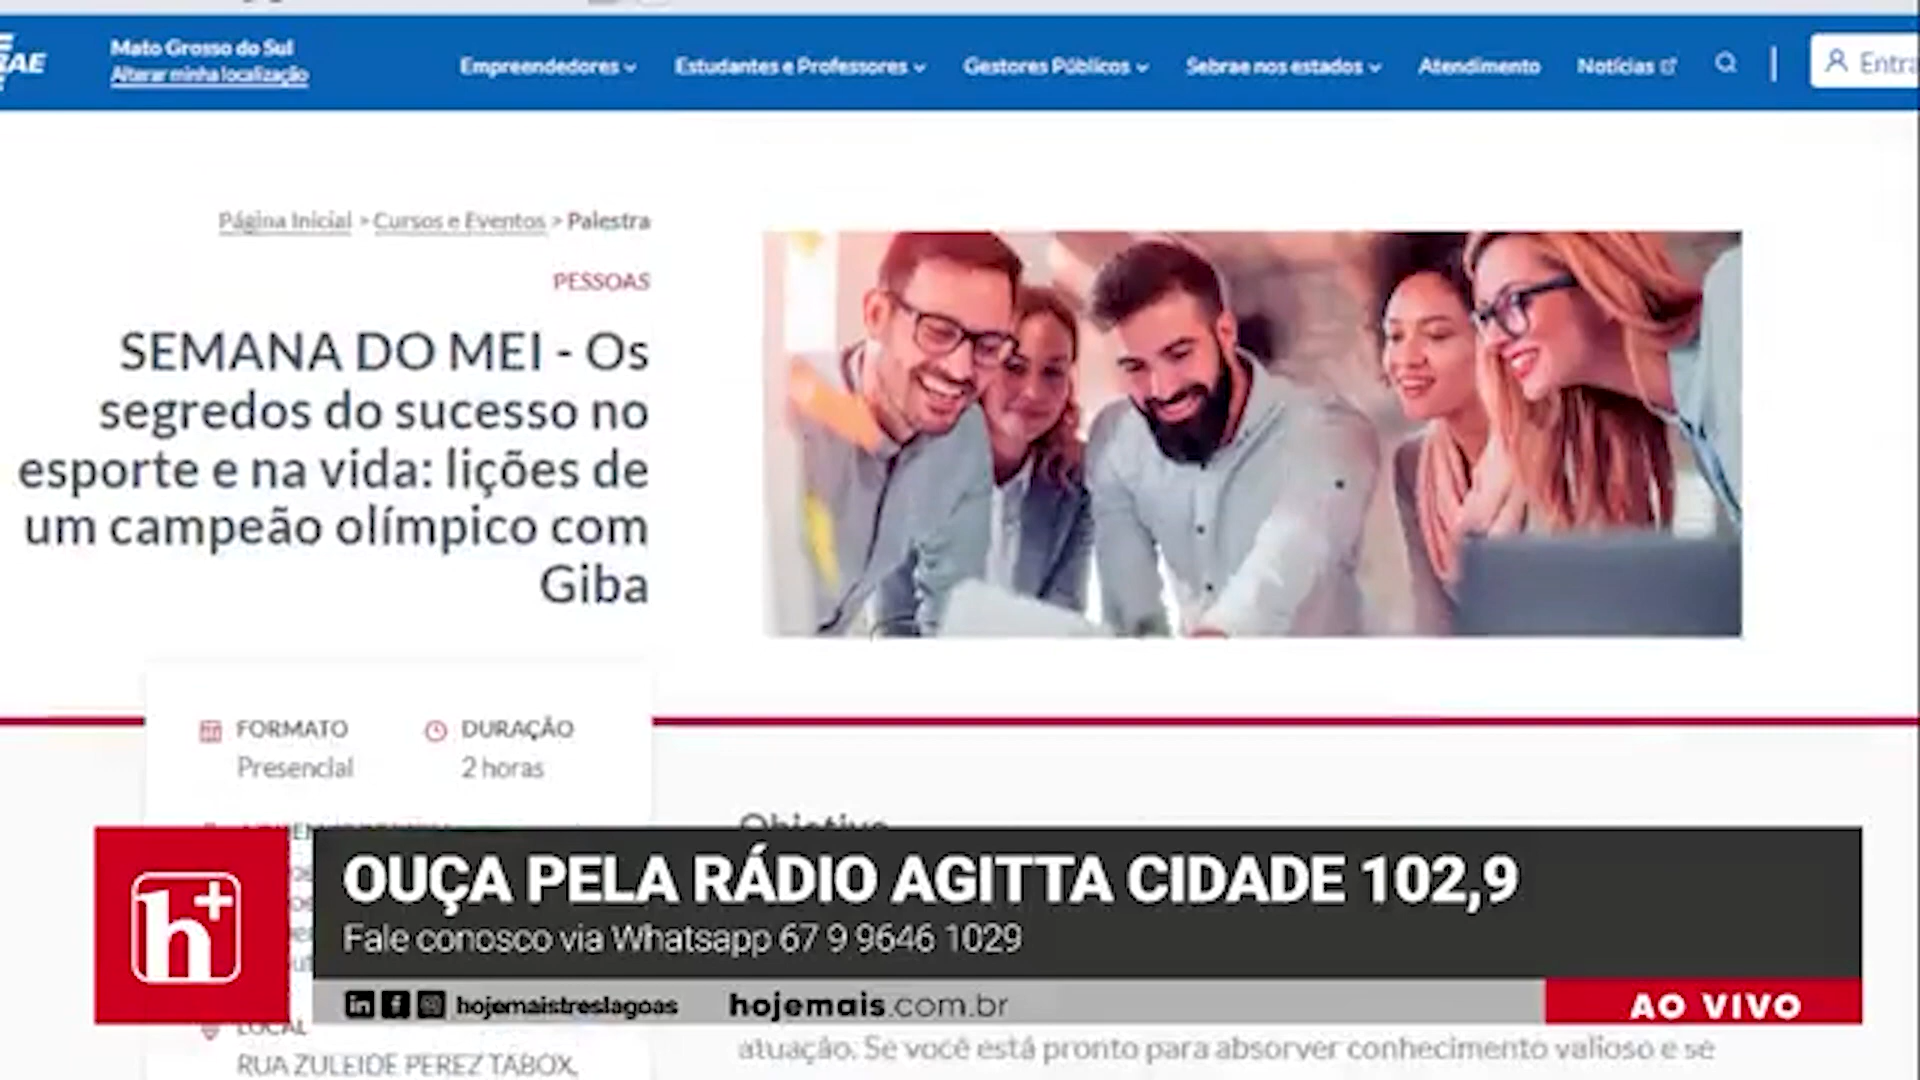 Mato Grosso do Sul
Alterar minha localização
Empreendedores
Estudantes e Professores
Gestores Públicos
Sebrae nos estados
Atendimento
Notícias
Página Inicial > Cursos e Eventos > Palestra
PESSOAS
SEMANA DO MEI - Os
segredos do sucesso no
esporte e na vida: lições de
um campeão olímpico com
Giba
FORMATO
Presencial
DURAÇÃO
2 horas
Objetivo
OUÇA PELA RÁDIO AGITTA CIDADE 102,9
Fale conosco via Whatsapp 67 9 9646 1029
h+
hojemaistreslagoas
hojemais.com.br
AO VIVO
LOCAL
RUA ZULEIDE PEREZ TABOX,
atuação. Se você está pronto para absorver conhecimento valioso e se